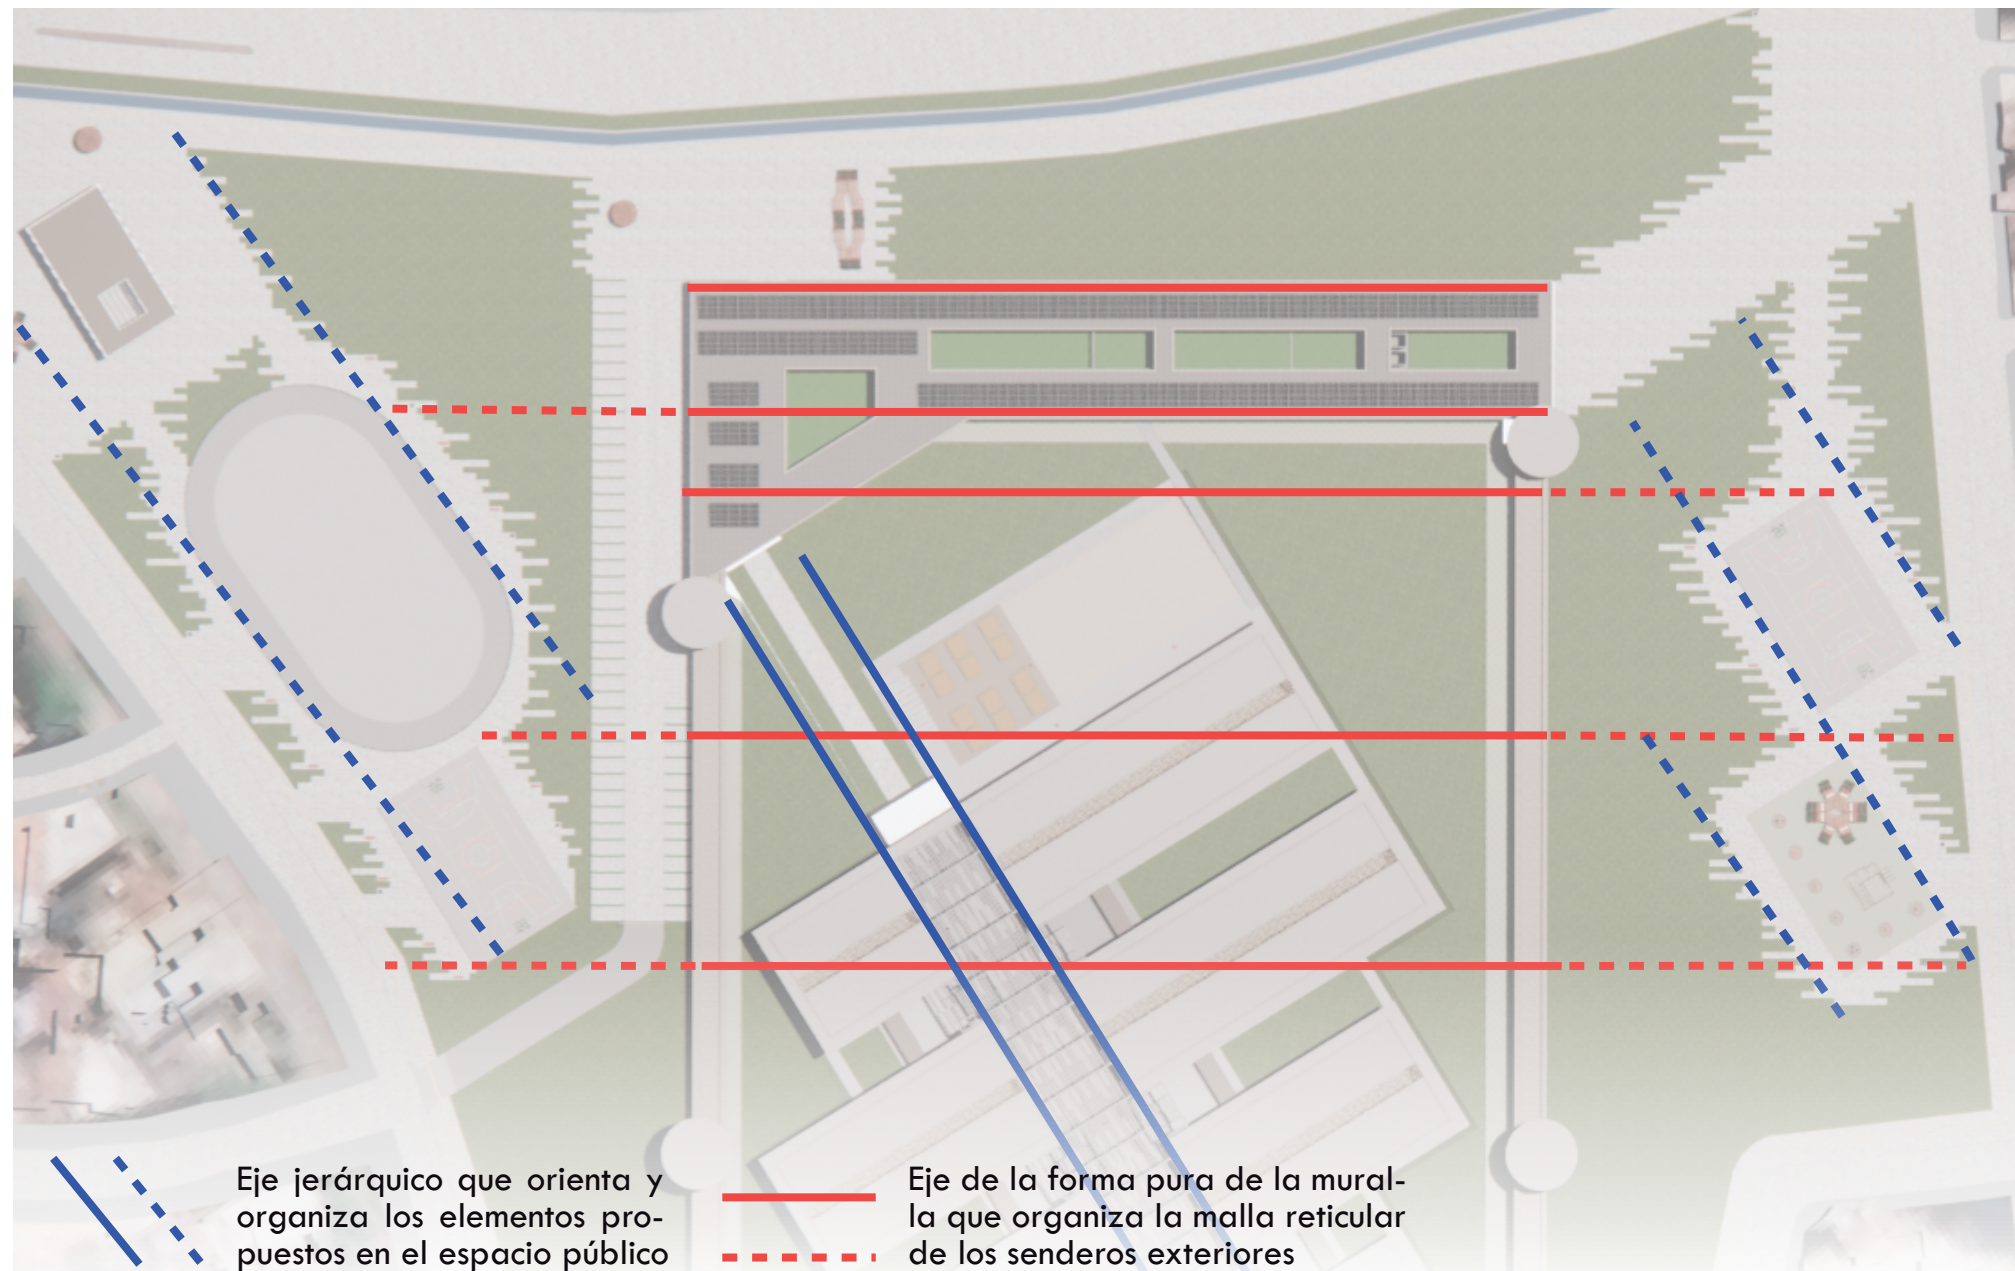 Eje jerárquico que orienta y
organiza los elementos pro-
puestos en el espacio público
Eje de la forma pura de la mural-
la que organiza la malla reticular
de los senderos exteriores